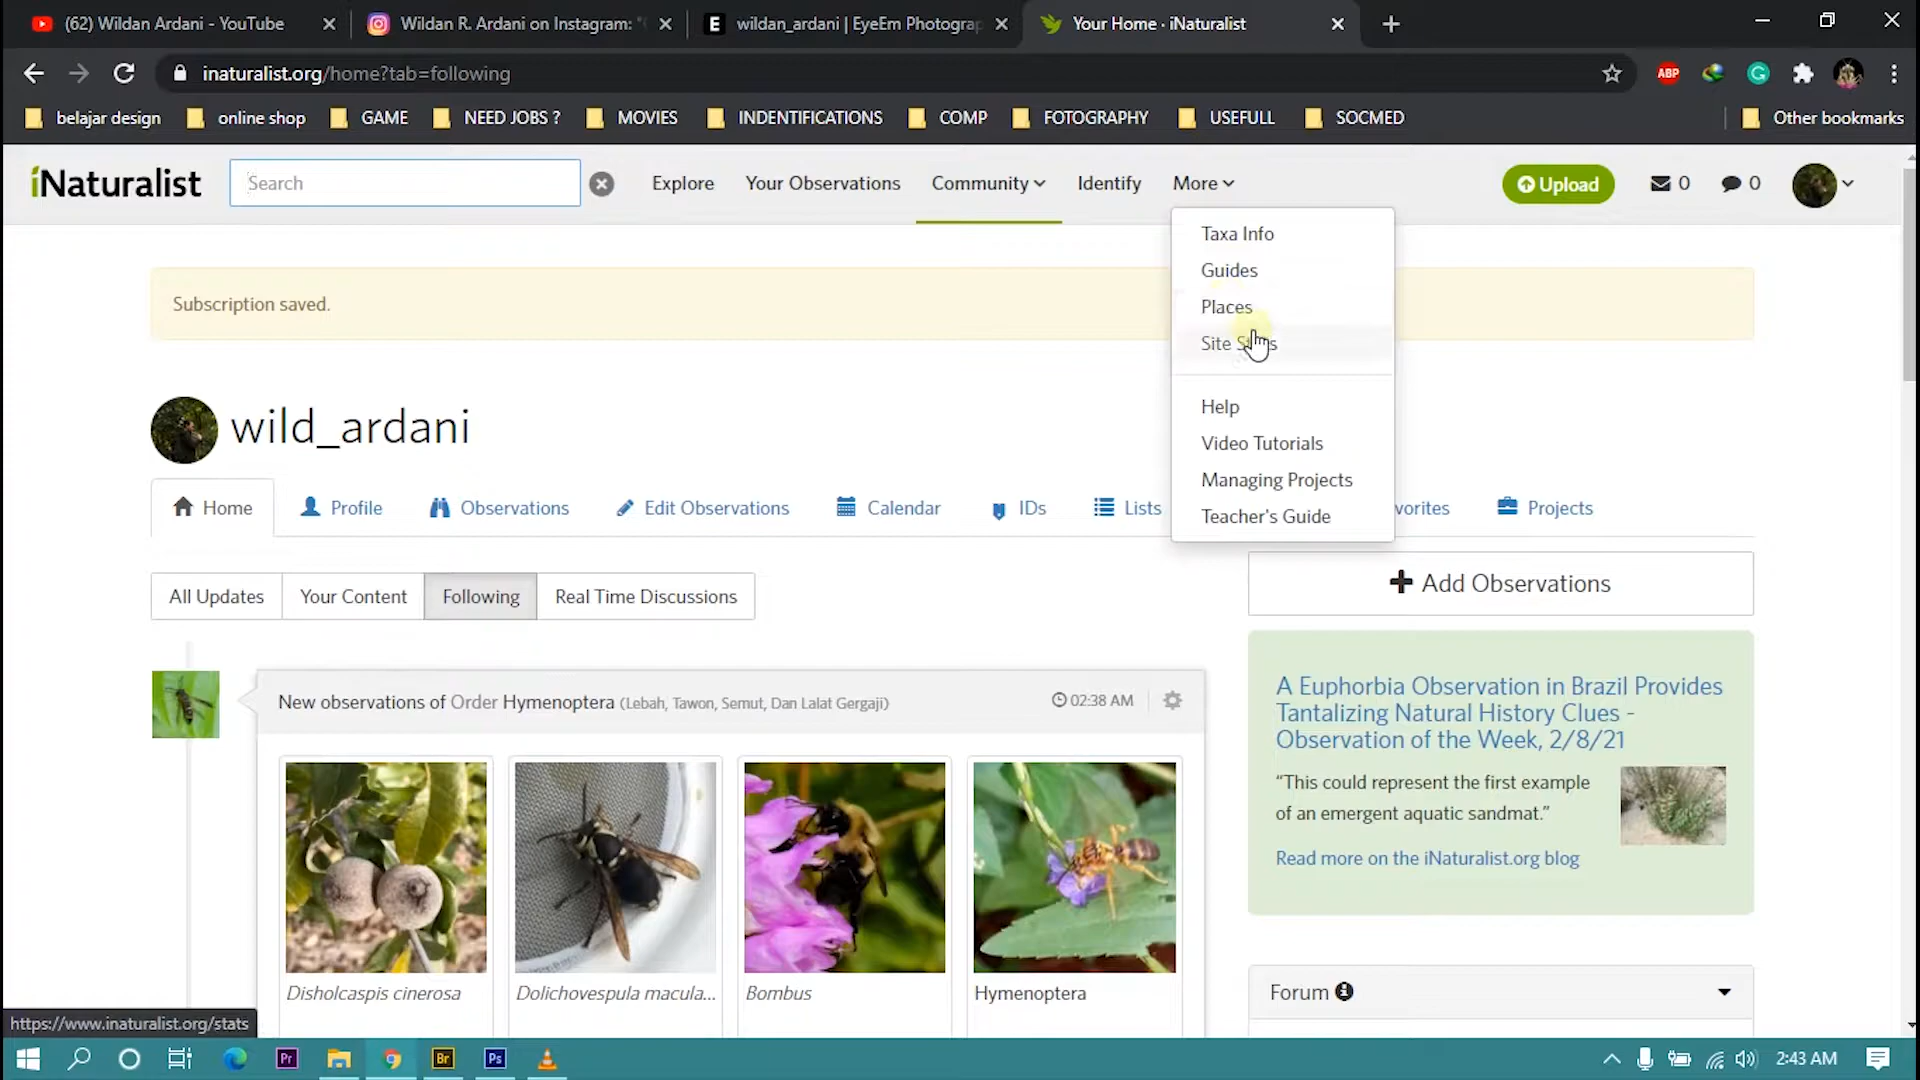 (62) Wildan Ardani - YouTube
Wildan R. Ardani on Instagram: "
wildan_ardani | EyeEm Photograp
Your Home · iNaturalist
inaturalist.org/home?tab=following
ABP
belajar design
online shop
GAME
NEED JOBS ?
MOVIES
INDENTIFICATIONS
COMP
FOTOGRAPHY
USEFULL
SOCMED
Other bookmarks
iNaturalist
Search
Explore
Your Observations
Community
Identify
More
Upload
0
0
Taxa Info
Guides
Places
Site
Help
Video Tutorials
Managing Projects
Teacher's Guide
Subscription saved.
wild_ardani
Home
Profile
Observations
Edit Observations
Calendar
IDs
Lists
vorites
Projects
All Updates
Your Content
Following
Real Time Discussions
Add Observations
New observations of Order Hymenoptera (Lebah, Tawon, Semut, Dan Lalat Gergaji)
02:38 AM
Disholcaspis cinerosa
Dolichovespula macula...
Bombus
Hymenoptera
A Euphorbia Observation in Brazil Provides
Tantalizing Natural History Clues -
Observation of the Week, 2/8/21
“This could represent the first example
of an emergent aquatic sandmat.”
Read more on the iNaturalist.org blog
Forum
https://www.inaturalist.org/stats
Pr
Br
Ps
2:43 AM